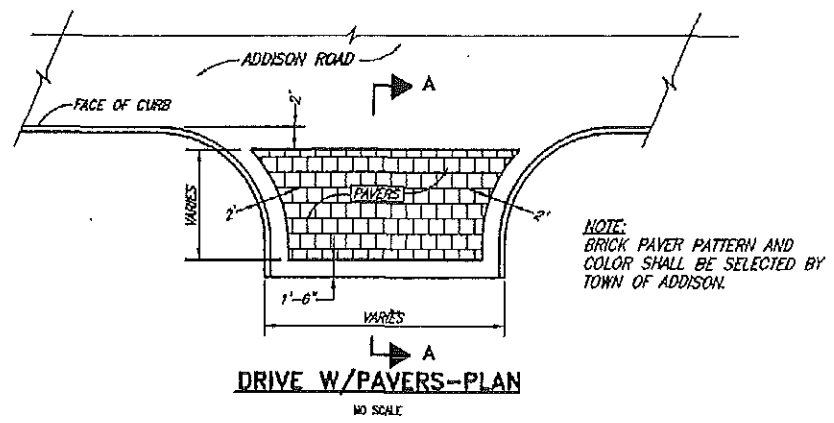 ADDISON ROAD
A
FACE OF CURB
2'
VARIES
PAVERS
2'
2'
NOTE:
BRICK PAVER PATTERN AND
COLOR SHALL BE SELECTED BY
TOWN OF ADDISON.
1'-6"
VARIES
A
DRIVE W/PAVERS-PLAN
NO SCALE